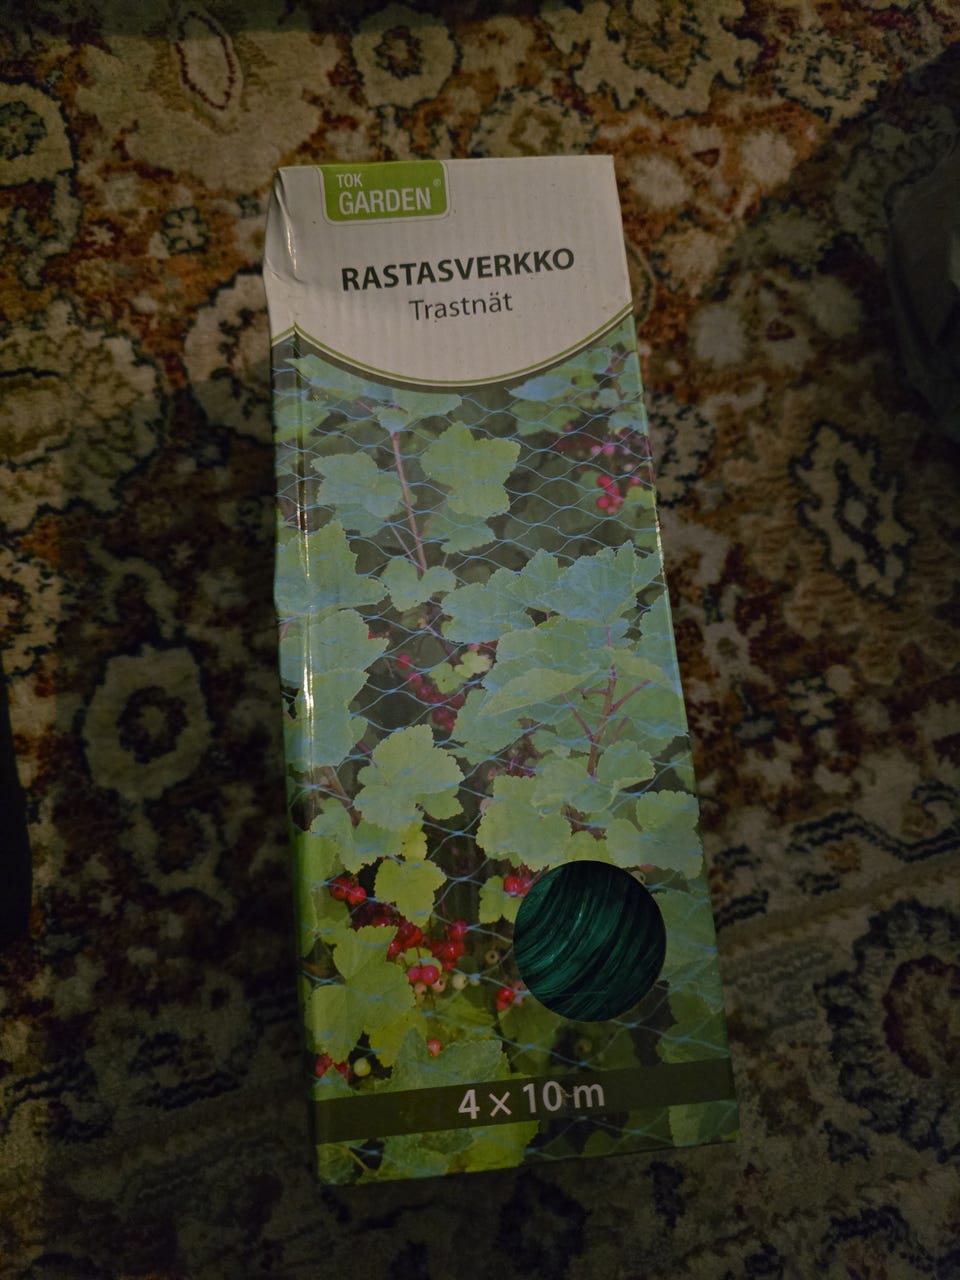 TOK
GARDEN®
RASTASVERKKO
Trastnät
4 × 10 m